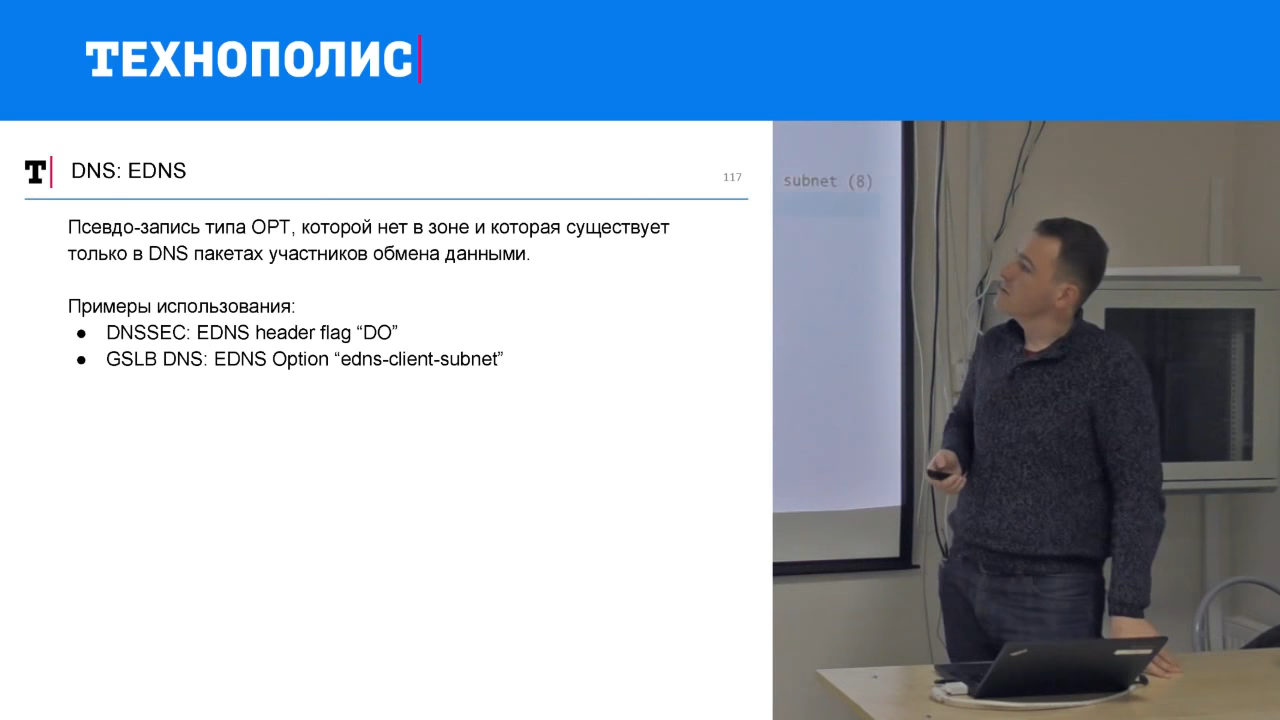 ТЕХНОПОЛИС
Т DNS: EDNS
117
Псевдо-запись типа OPT, которой нет в зоне и которая существует
только в DNS пакетах участников обмена данными.
Примеры использования:
● DNSSEC: EDNS header flag “DO”
● GSLB DNS: EDNS Option “edns-client-subnet”
subnet (8)